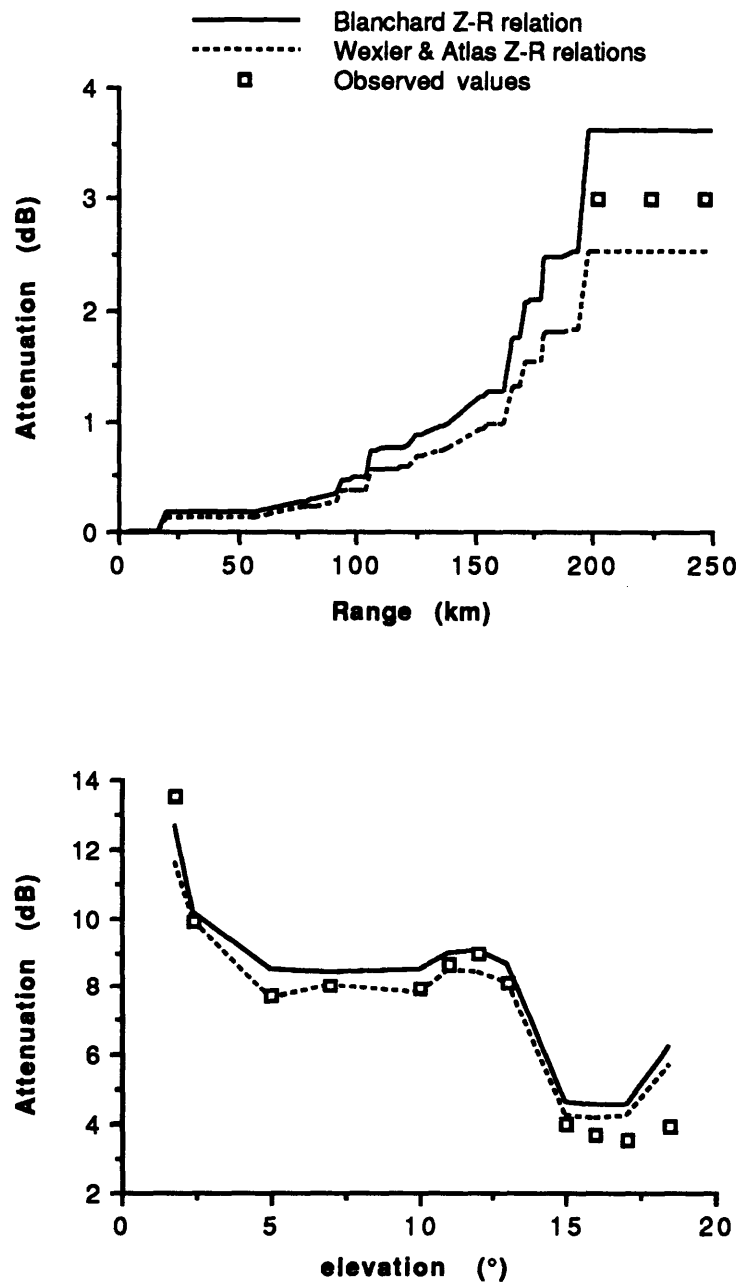 Blanchard Z-R relation
Wexler & Atlas Z-R relations
Observed values
4
3
2
1
0
Attenuation (dB)
0 50 100 150 200 250
Range (km)
14
12
10
8
6
4
2
Attenuation (dB)
0 5 10 15 20
elevation (°)